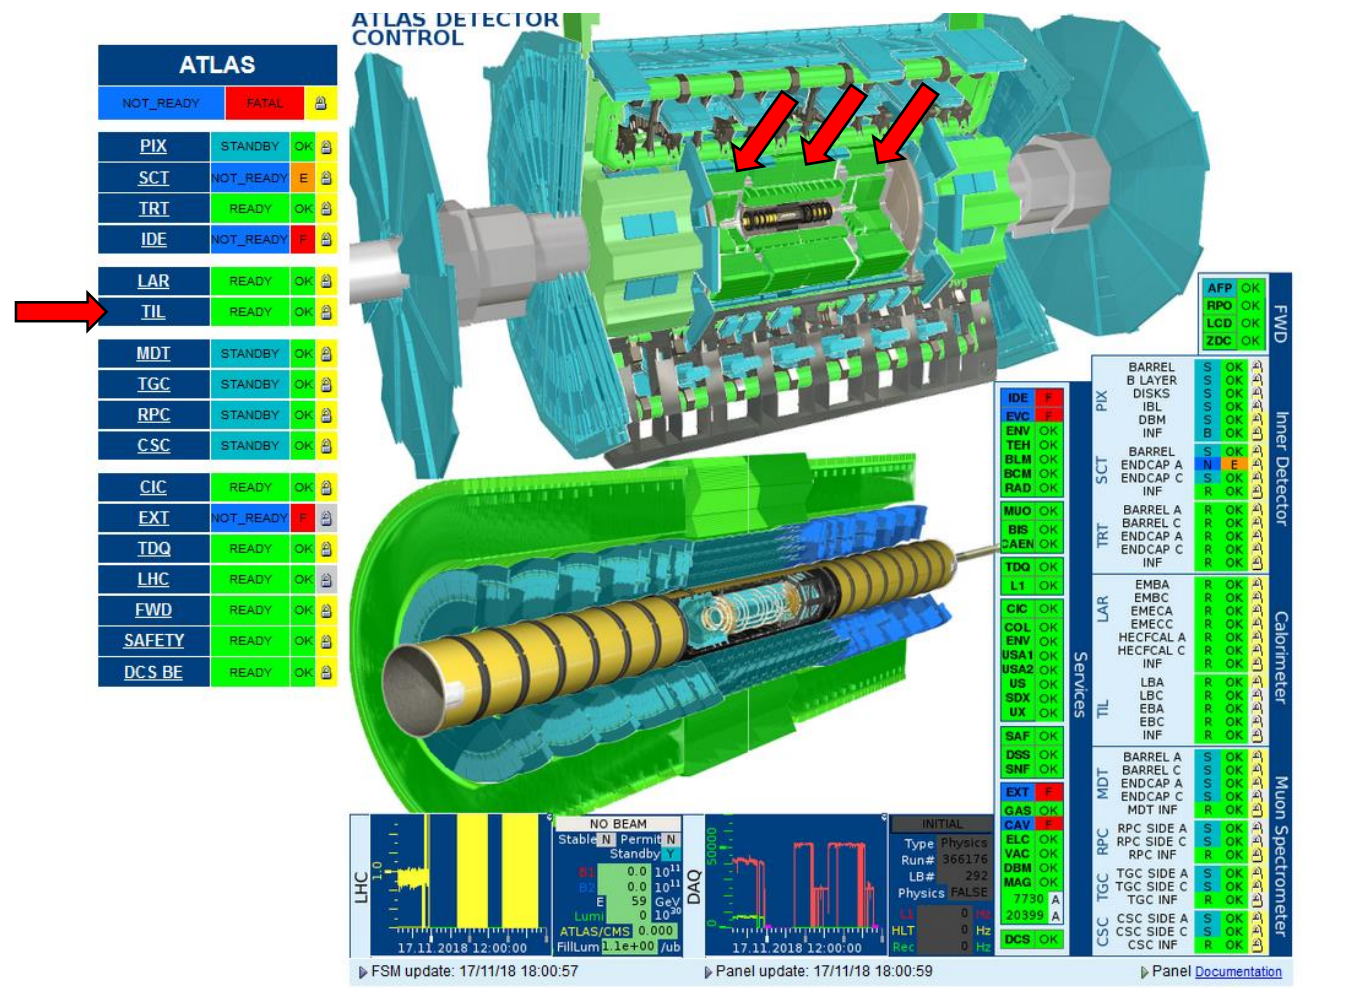 ATLAS DETECTOR
CONTROL
ATLAS
NOT_READY FATAL
PIX STANDBY OK
SCT NOT_READY E
TRT READY OK
IDE NOT_READY F
LAR READY OK
TIL READY OK
MDT STANDBY OK
TGC STANDBY OK
RPC STANDBY OK
CSC STANDBY OK
CIC READY OK
EXT NOT_READY F
TDQ READY OK
LHC READY OK
FWD READY OK
SAFETY READY OK
DCS BE READY OK
AFP OK
RPO OK
LCD OK
ZDC OK
FWD
IDE F
EVC F
ENV OK
TEH OK
BLM OK
BCM OK
RAD OK
MUO OK
BIS OK
CAEN OK
TDQ OK
L1 OK
CIC OK
COL OK
ENV OK
USA1 OK
USA2 OK
US OK
SDX OK
UX OK
SAF OK
DSS OK
SNF OK
EXT F
GAS OK
CAV F
ELC OK
VAC OK
DBM OK
MAG OK
7730 A
20399 A
DCS OK
Services
PIX
BARREL S OK
B LAYER S OK
DISKS S OK
IBL S OK
DBM S OK
INF B OK
SCT
BARREL S OK
ENDCAP A N E
ENDCAP C S OK
INF R OK
TRT
BARREL A R OK
BARREL C R OK
ENDCAP A R OK
ENDCAP C R OK
INF R OK
Inner Detector
LAR
EMBA R OK
EMBC R OK
EMECA R OK
EMECC R OK
HECFCAL A R OK
HECFCAL C R OK
INF R OK
TIL
LBA R OK
LBC R OK
EBA R OK
EBC R OK
INF R OK
Calorimeter
MDT
BARREL A S OK
BARREL C S OK
ENDCAP A S OK
ENDCAP C S OK
MDT INF R OK
RPC
RPC SIDE A S OK
RPC SIDE C S OK
RPC INF R OK
TGC
TGC SIDE A S OK
TGC SIDE C S OK
TGC INF R OK
CSC
CSC SIDE A S OK
CSC SIDE C S OK
CSC INF R OK
Muon Spectrometer
LHC
10
17.11.2018 12:00:00
NO BEAM
Stable N Permit N
Standby Y
B1 0.0 10¹¹
B2 0.0 10¹¹
E 59 GeV
Lumi 0 10³⁰
ATLAS/CMS 0.000
FillLum 1.1e+00 /ub
DAQ
50000
0
17.11.2018 12:00:00
INITIAL
Type Physics
Run# 366176
LB# 292
Physics FALSE
L1 0 Hz
HLT 0 Hz
Rec 0 Hz
FSM update: 17/11/18 18:00:57
Panel update: 17/11/18 18:00:59
Panel Documentation